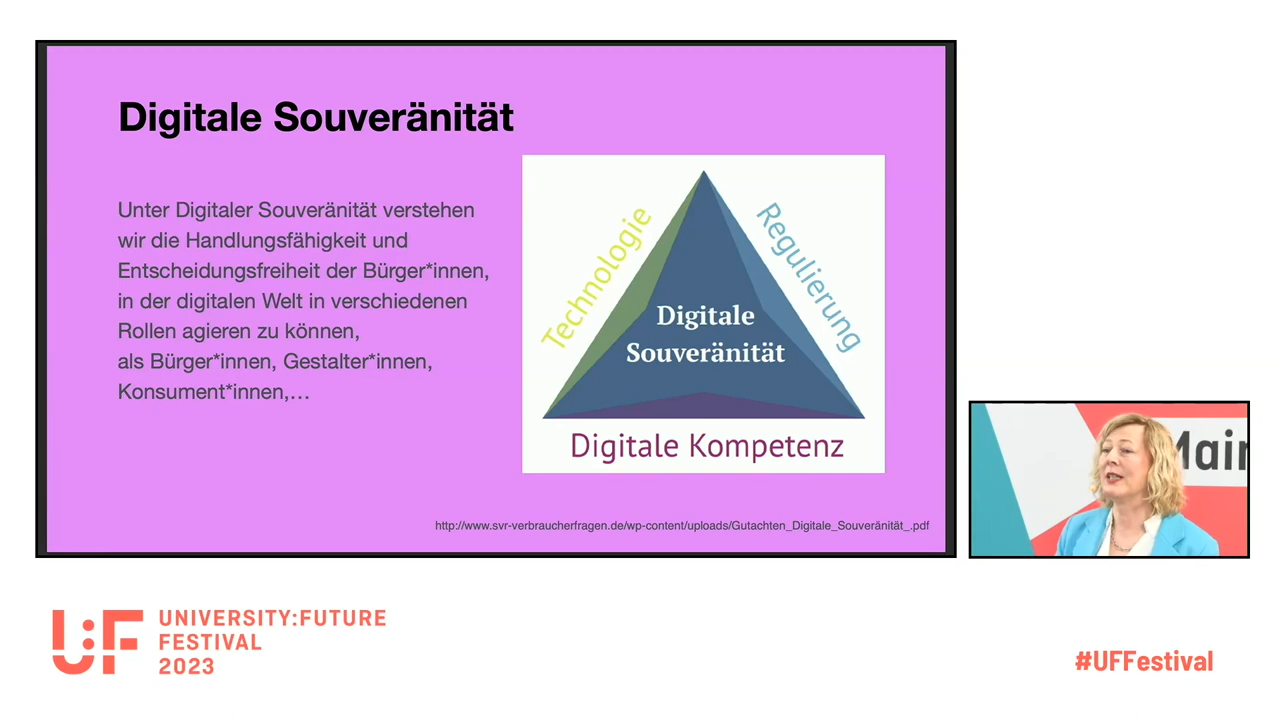 Digitale Souveränität
Unter Digitaler Souveränität verstehen
wir die Handlungsfähigkeit und
Entscheidungsfreiheit der Bürger*innen,
in der digitalen Welt in verschiedenen
Rollen agieren zu können,
als Bürger*innen, Gestalter*innen,
Konsument*innen,…
Technologie
Regulierung
Digitale
Souveränität
Digitale Kompetenz
http://www.svr-verbraucherfragen.de/wp-content/uploads/Gutachten_Digitale_Souveränität_.pdf
Main
U:F
UNIVERSITY:FUTURE
FESTIVAL
2023
#UFFestival